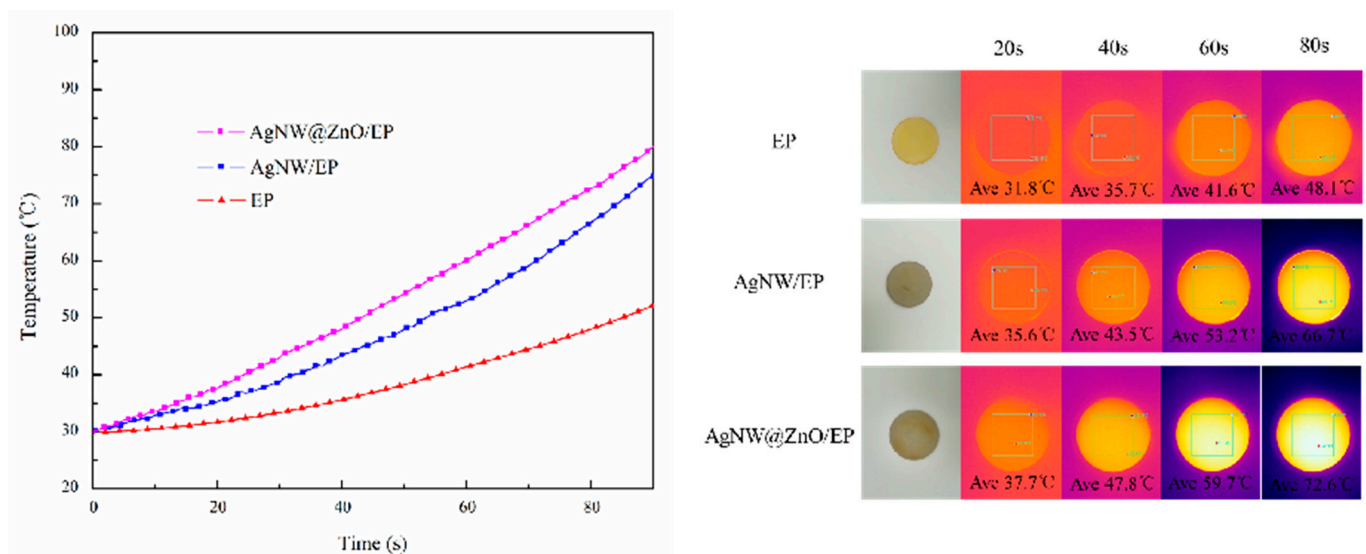 100
90
80
70
60
50
40
30
20
Temperature (℃)
AgNW@ZnO/EP
AgNW/EP
EP
0 20 40 60 80
Time (s)
20s 40s 60s 80s
EP
Ave 31.8℃ Ave 35.7℃ Ave 41.6℃ Ave 48.1℃
AgNW/EP
Ave 35.6℃ Ave 43.5℃ Ave 53.2℃ Ave 66.7℃
AgNW@ZnO/EP
Ave 37.7℃ Ave 47.8℃ Ave 59.7℃ Ave 72.6℃